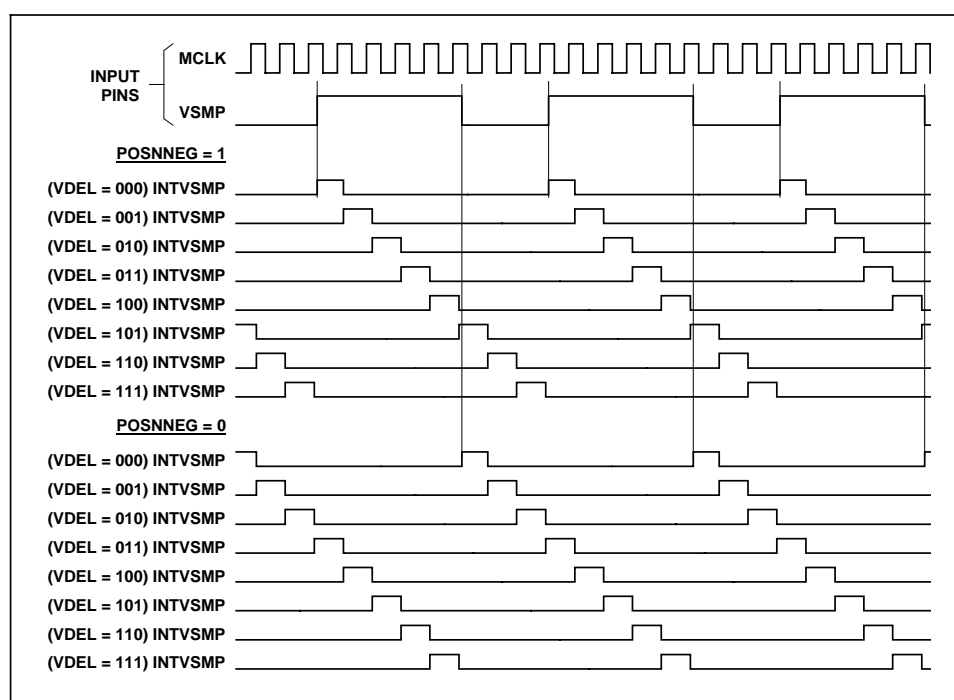 MCLK
INPUT
PINS
VSMP
POSNNEG = 1
(VDEL = 000) INTVSMP
(VDEL = 001) INTVSMP
(VDEL = 010) INTVSMP
(VDEL = 011) INTVSMP
(VDEL = 100) INTVSMP
(VDEL = 101) INTVSMP
(VDEL = 110) INTVSMP
(VDEL = 111) INTVSMP
POSNNEG = 0
(VDEL = 000) INTVSMP
(VDEL = 001) INTVSMP
(VDEL = 010) INTVSMP
(VDEL = 011) INTVSMP
(VDEL = 100) INTVSMP
(VDEL = 101) INTVSMP
(VDEL = 110) INTVSMP
(VDEL = 111) INTVSMP